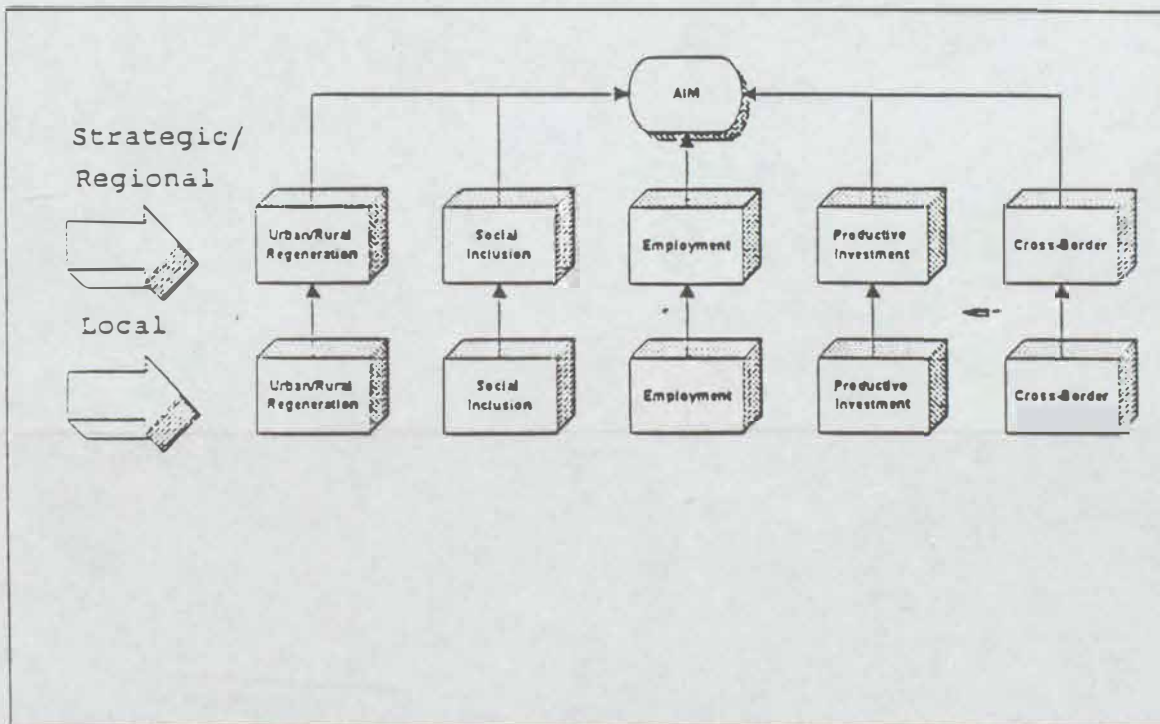 AIM
Strategic/
Regional
Urban/Rural
Regeneration
Social
Inclusion
Employment
Productive
Investment
Cross-Border
Local
Urban/Rural
Regeneration
Social
Inclusion
Employment
Productive
Investment
Cross-Border